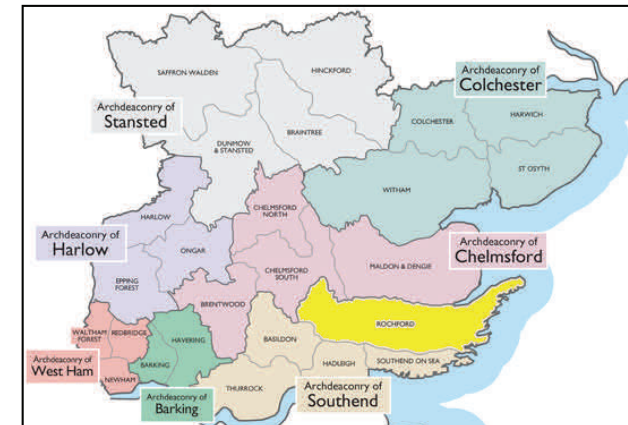 SAFFRON WALDEN
HINCKFORD
Archdeaconry of
Colchester
Archdeaconry of
Stansted
COLCHESTER
HARWICH
BRAINTREE
DUNMOW
& STANSTED
ST OSYTH
WITHAM
CHELMSFORD
NORTH
HARLOW
Archdeaconry of
Harlow
ONGAR
Archdeaconry of
Chelmsford
MALDON & DENGIE
CHELMSFORD
SOUTH
EPPING
FOREST
BRENTWOOD
ROCHFORD
WALTHAM
FOREST
REDBRIDGE
HAVERING
BASILDON
Archdeaconry of
West Ham
BARKING
HADLEIGH
SOUTHEND ON SEA
NEWHAM
THURROCK
Archdeaconry of
Southend
Archdeaconry of
Barking